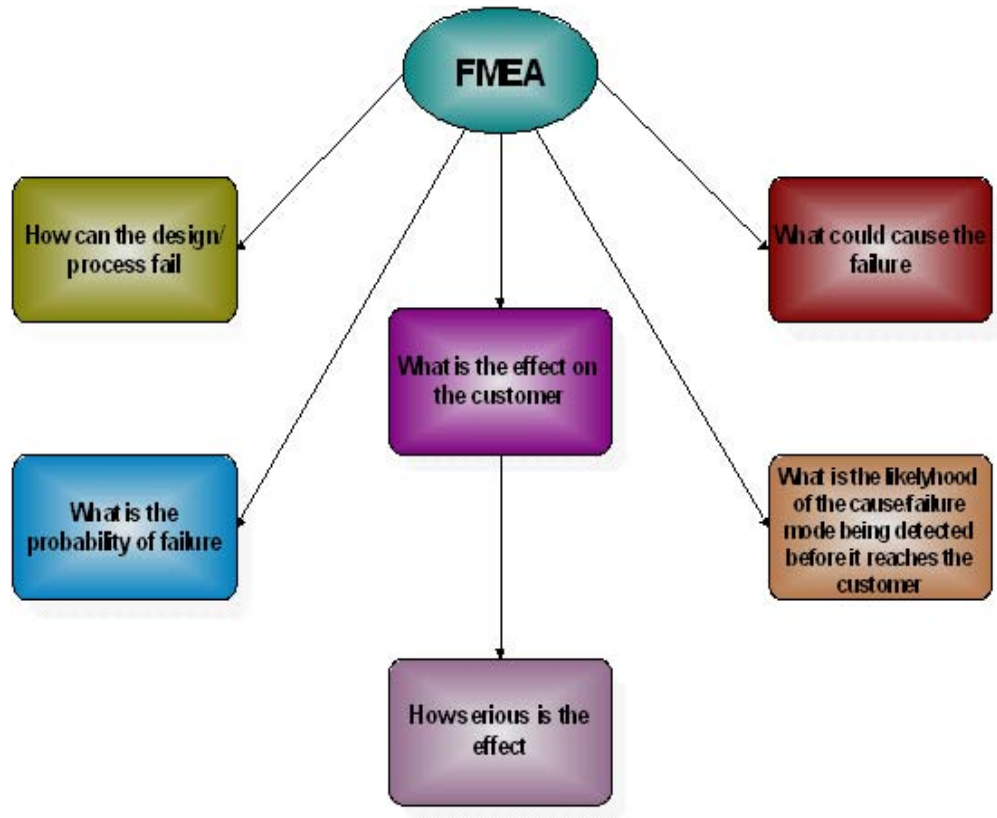 FMEA
How can the design/
process fail
What could cause the
failure
What is the effect on
the customer
What is the
probability of failure
What is the likelyhood
of the cause/failure
mode being detected
before it reaches the
customer
How serious is the
effect